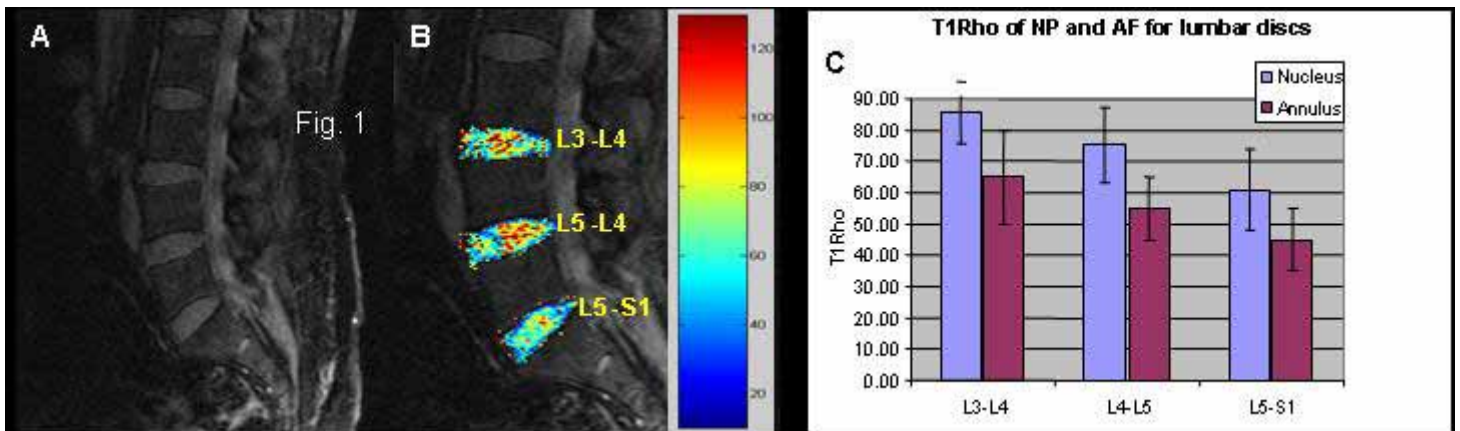 A
Fig. 1
B
L3-L4
L5-L4
L5-S1
120
100
80
60
40
20
T1Rho of NP and AF for lumbar discs
C
Nucleus
Annulus
90.00
80.00
70.00
60.00
50.00
40.00
30.00
20.00
10.00
0.00
T1Rho
L3-L4
L4-L5
L5-S1